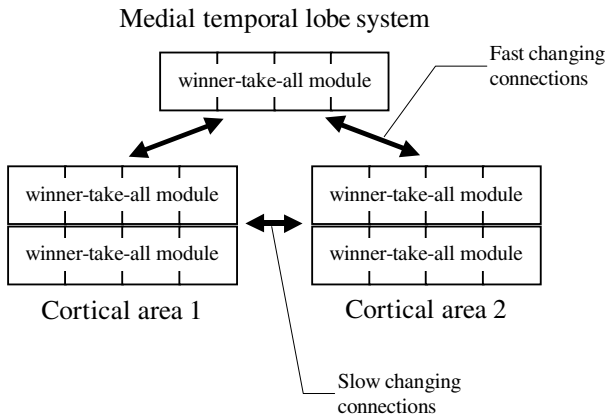 Medial temporal lobe system
winner-take-all module
Fast changing
connections
winner-take-all module
winner-take-all module
winner-take-all module
winner-take-all module
Cortical area 1
Cortical area 2
Slow changing
connections